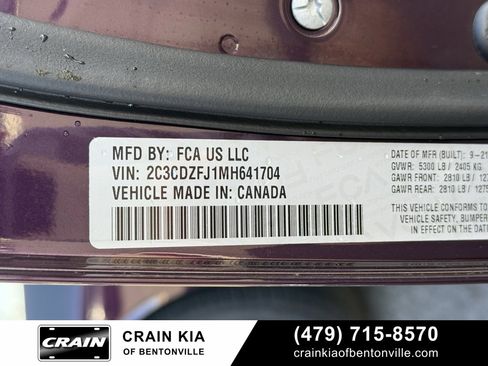 MFD BY: FCA US LLC
VIN: 2C3CDZFJ1MH641704
VEHICLE MADE IN: CANADA
DATE OF MFR (BUILT): 9-21
GVWR: 5300 LB / 2405 KG
GAWR FRONT: 2810 LB /
GAWR REAR: 2810 LB / 1275
THIS VEHICLE CONFORMS TO
VEHICLE SAFETY, BUMPER
IN EFFECT ON THE DATE
CRAIN
CRAIN KIA
OF BENTONVILLE
(479) 715-8570
crainkiaofbentonville.com